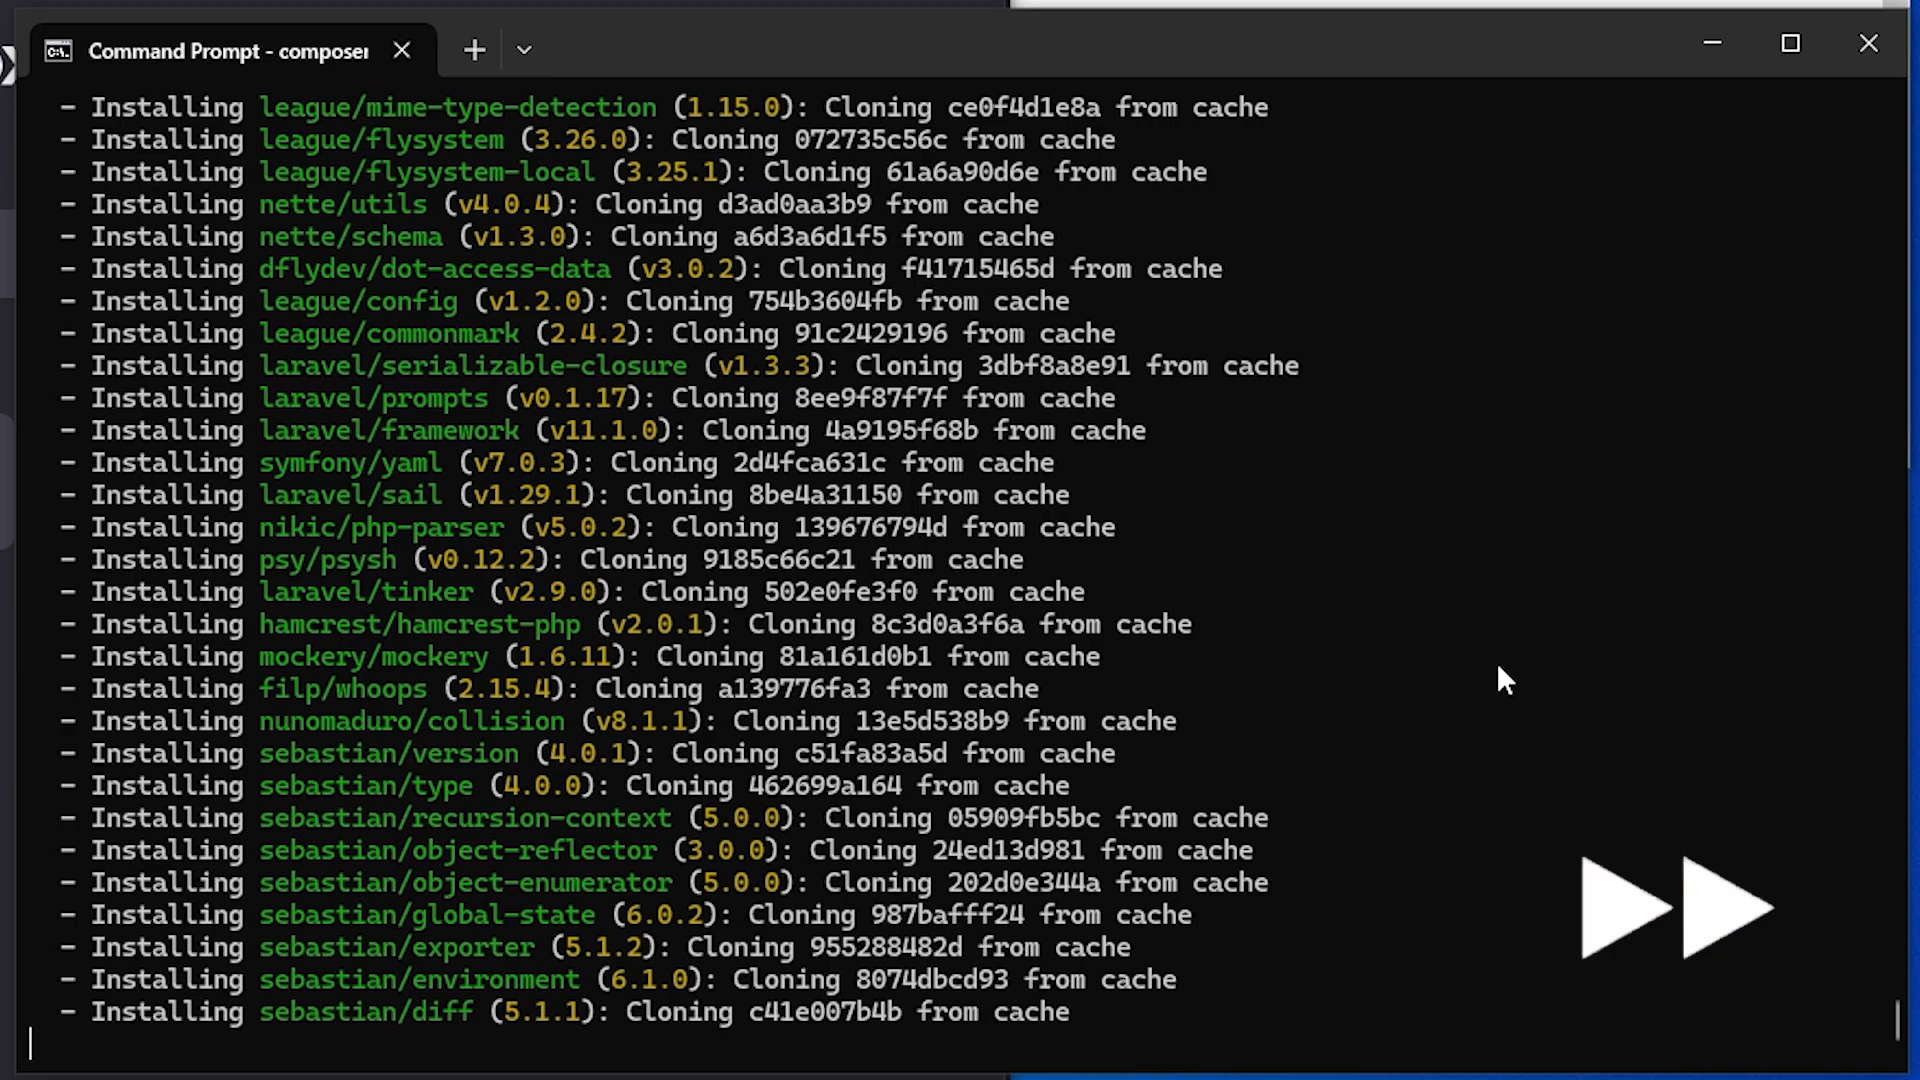 Command Prompt - composer
- Installing league/mime-type-detection (1.15.0): Cloning ce0f4d1e8a from cache
- Installing league/flysystem (3.26.0): Cloning 072735c56c from cache
- Installing league/flysystem-local (3.25.1): Cloning 61a6a90d6e from cache
- Installing nette/utils (v4.0.4): Cloning d3ad0aa3b9 from cache
- Installing nette/schema (v1.3.0): Cloning a6d3a6d1f5 from cache
- Installing dflydev/dot-access-data (v3.0.2): Cloning f41715465d from cache
- Installing league/config (v1.2.0): Cloning 754b3604fb from cache
- Installing league/commonmark (2.4.2): Cloning 91c2429196 from cache
- Installing laravel/serializable-closure (v1.3.3): Cloning 3dbf8a8e91 from cache
- Installing laravel/prompts (v0.1.17): Cloning 8ee9f87f7f from cache
- Installing laravel/framework (v11.1.0): Cloning 4a9195f68b from cache
- Installing symfony/yaml (v7.0.3): Cloning 2d4fca631c from cache
- Installing laravel/sail (v1.29.1): Cloning 8be4a31150 from cache
- Installing nikic/php-parser (v5.0.2): Cloning 139676794d from cache
- Installing psy/psysh (v0.12.2): Cloning 9185c66c21 from cache
- Installing laravel/tinker (v2.9.0): Cloning 502e0fe3f0 from cache
- Installing hamcrest/hamcrest-php (v2.0.1): Cloning 8c3d0a3f6a from cache
- Installing mockery/mockery (1.6.11): Cloning 81a161d0b1 from cache
- Installing filp/whoops (2.15.4): Cloning a139776fa3 from cache
- Installing nunomaduro/collision (v8.1.1): Cloning 13e5d538b9 from cache
- Installing sebastian/version (4.0.1): Cloning c51fa83a5d from cache
- Installing sebastian/type (4.0.0): Cloning 462699a164 from cache
- Installing sebastian/recursion-context (5.0.0): Cloning 05909fb5bc from cache
- Installing sebastian/object-reflector (3.0.0): Cloning 24ed13d981 from cache
- Installing sebastian/object-enumerator (5.0.0): Cloning 202d0e344a from cache
- Installing sebastian/global-state (6.0.2): Cloning 987bafff24 from cache
- Installing sebastian/exporter (5.1.2): Cloning 955288482d from cache
- Installing sebastian/environment (6.1.0): Cloning 8074dbcd93 from cache
- Installing sebastian/diff (5.1.1): Cloning c41e007b4b from cache